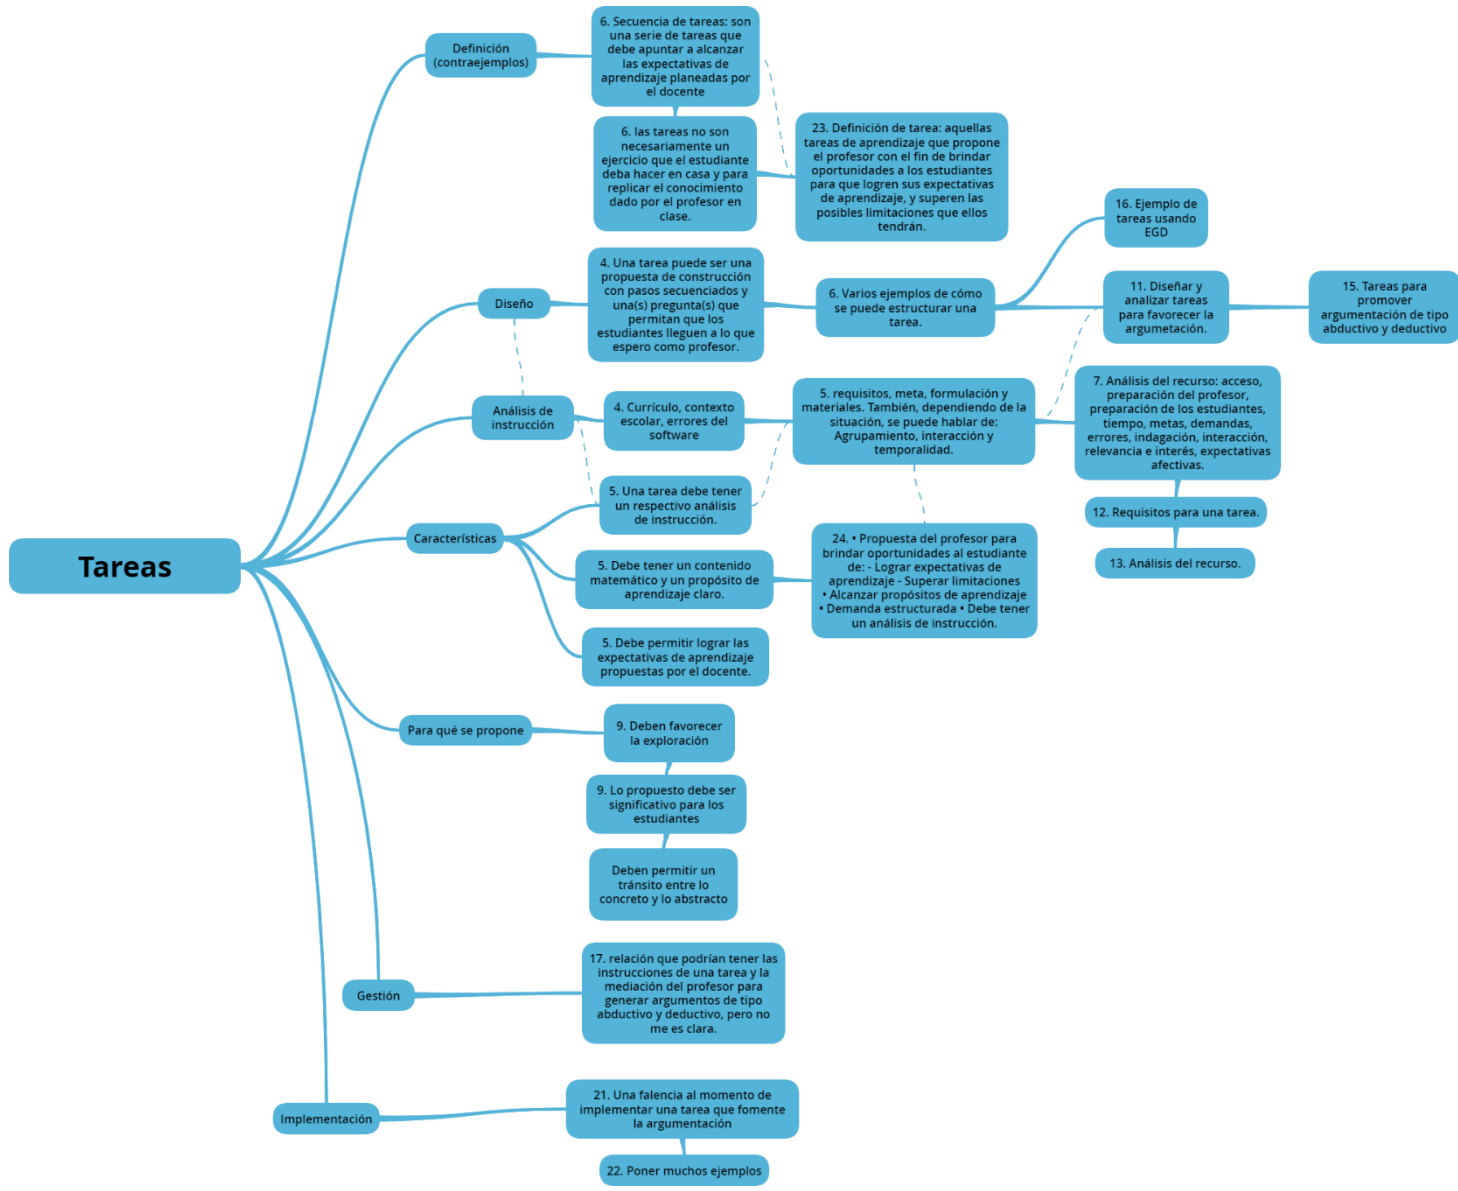 Tareas
Definición
(contraejemplos)
6. Secuencia de tareas: son
una serie de tareas que
debe apuntar a alcanzar
las expectativas de
aprendizaje planeadas por
el docente
6. las tareas no son
necesariamente un
ejercicio que el estudiante
deba hacer en casa y para
replicar el conocimiento
dado por el profesor en
clase.
23. Definición de tarea: aquellas
tareas de aprendizaje que propone
el profesor con el fin de brindar
oportunidades a los estudiantes
para que logren sus expectativas
de aprendizaje, y superen las
posibles limitaciones que ellos
tendrán.
Diseño
4. Una tarea puede ser una
propuesta de construcción
con pasos secuenciados y
una(s) pregunta(s) que
permitan que los
estudiantes lleguen a lo que
espero como profesor.
6. Varios ejemplos de cómo
se puede estructurar una
tarea.
16. Ejemplo de
tareas usando
EGD
11. Diseñar y
analizar tareas
para favorecer la
argumetación.
15. Tareas para
promover
argumentación de tipo
abductivo y deductivo
Análisis de
instrucción
4. Currículo, contexto
escolar, errores del
software
5. requisitos, meta, formulación y
materiales. También, dependiendo de la
situación, se puede hablar de:
Agrupamiento, interacción y
temporalidad.
7. Análisis del recurso: acceso,
preparación del profesor,
preparación de los estudiantes,
tiempo, metas, demandas,
errores, indagación, interacción,
relevancia e interés, expectativas
afectivas.
12. Requisitos para una tarea.
13. Análisis del recurso.
Características
5. Una tarea debe tener
un respectivo análisis
de instrucción.
5. Debe tener un contenido
matemático y un propósito de
aprendizaje claro.
24. • Propuesta del profesor para
brindar oportunidades al estudiante
de: - Lograr expectativas de
aprendizaje - Superar limitaciones
• Alcanzar propósitos de aprendizaje
• Demanda estructurada • Debe tener
un análisis de instrucción.
5. Debe permitir lograr las
expectativas de aprendizaje
propuestas por el docente.
Para qué se propone
9. Deben favorecer
la exploración
9. Lo propuesto debe ser
significativo para los
estudiantes
Deben permitir un
tránsito entre lo
concreto y lo abstracto
Gestión
17. relación que podrían tener las
instrucciones de una tarea y la
mediación del profesor para
generar argumentos de tipo
abductivo y deductivo, pero no
me es clara.
Implementación
21. Una falencia al momento de
implementar una tarea que fomente
la argumentación
22. Poner muchos ejemplos